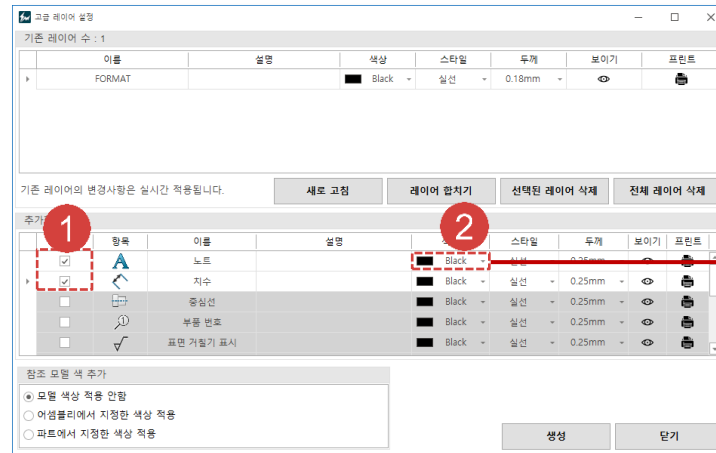 고급 레이어 설정
기존 레이어 수 : 1
이름 설명 색상 스타일 두께 보이기 프린트
FORMAT Black 실선 0.18mm
기존 레이어의 변경사항은 실시간 적용됩니다. 새로 고침 레이어 합치기 선택된 레이어 삭제 전체 레이어 삭제
추가
1 2
항목 이름 설명 스타일 두께 보이기 프린트
노트 Black 실선 0.25mm
지수 Black 실선 0.25mm
중심선 Black 실선 0.25mm
부품 번호 Black 실선 0.25mm
표면 거칠기 표시 Black 실선 0.25mm
참조 모델 색 추가
모델 색상 적용 안함
어셈블리에서 지정한 색상 적용
파트에서 지정한 색상 적용
생성 닫기